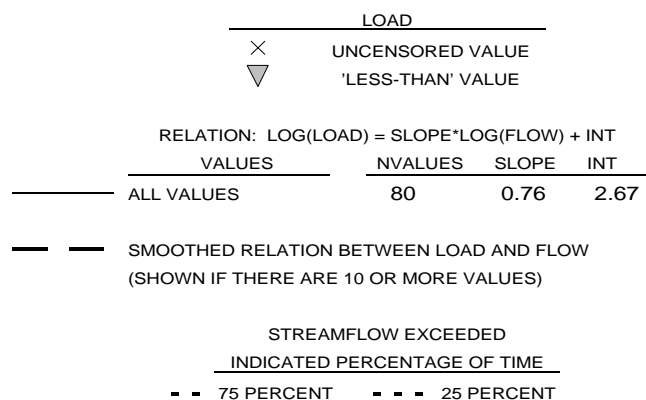 LOAD
UNCENSORED VALUE
'LESS-THAN' VALUE
RELATION: LOG(LOAD) = SLOPE*LOG(FLOW) + INT
VALUES NVALUES SLOPE INT
ALL VALUES 80 0.76 2.67
SMOOTHED RELATION BETWEEN LOAD AND FLOW
(SHOWN IF THERE ARE 10 OR MORE VALUES)
STREAMFLOW EXCEEDED
INDICATED PERCENTAGE OF TIME
75 PERCENT 25 PERCENT